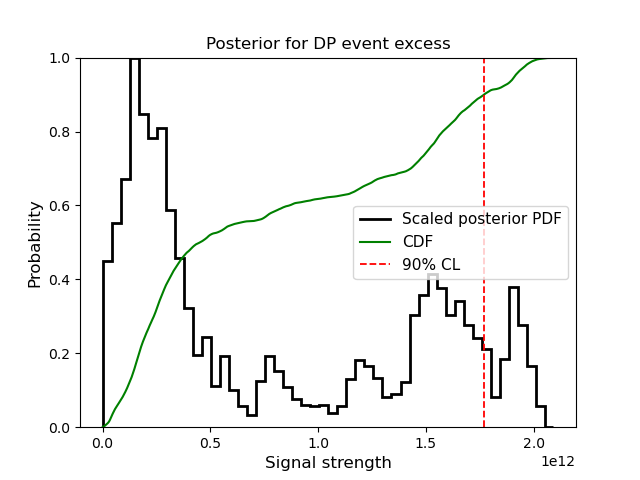 Posterior for DP event excess
1.0
0.8
0.6
0.4
0.2
0.0
Probability
Scaled posterior PDF
CDF
90% CL
0.0 0.5 1.0 1.5 2.0
1e12
Signal strength